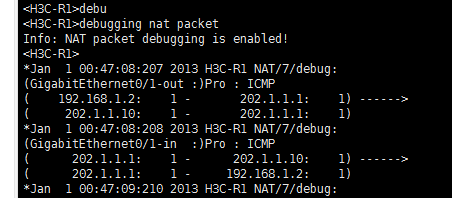 <H3C-R1>debu
<H3C-R1>debugging nat packet
Info: NAT packet debugging is enabled!
<H3C-R1>
*Jan  1 00:47:08:207 2013 H3C-R1 NAT/7/debug:
(GigabitEthernet0/1-out :)Pro : ICMP
(    192.168.1.2:    1 -       202.1.1.1:    1) ------>
(     202.1.1.10:    1 -       202.1.1.1:    1)
*Jan  1 00:47:08:208 2013 H3C-R1 NAT/7/debug:
(GigabitEthernet0/1-in  :)Pro : ICMP
(      202.1.1.1:    1 -      202.1.1.10:    1) ------>
(      202.1.1.1:    1 -     192.168.1.2:    1)
*Jan  1 00:47:09:210 2013 H3C-R1 NAT/7/debug: